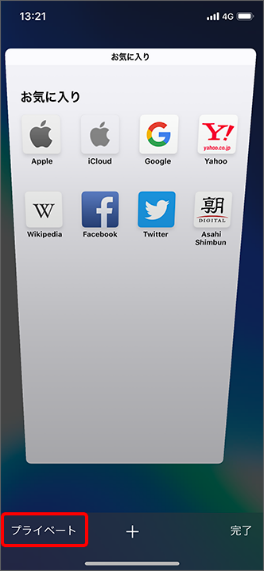 13:21 4G
お気に入り
お気に入り
Apple iCloud Google Yahoo
Y! yahoo.co.jp
W
Wikipedia Facebook Twitter Asahi Shimbun
朝 DIGITAL
プライベート + 完了